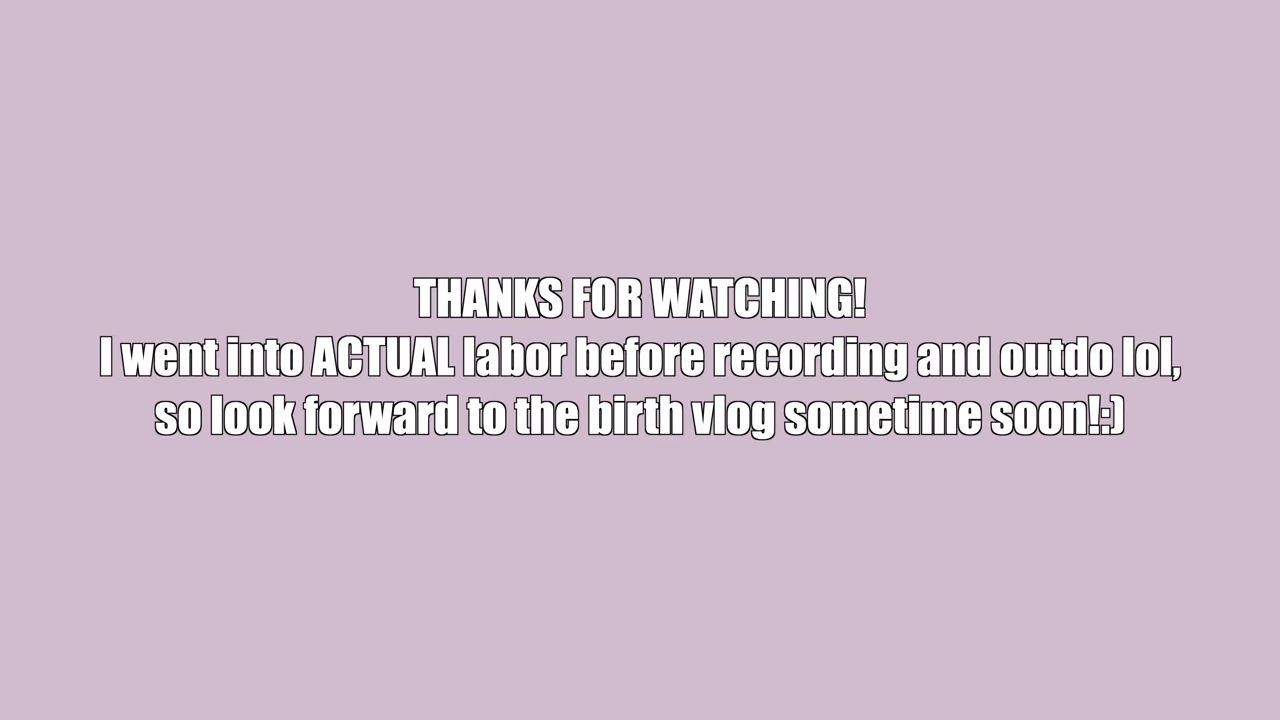 THANKS FOR WATCHING!
I went into ACTUAL labor before recording and outdo lol,
so look forward to the birth vlog sometime soon!:)